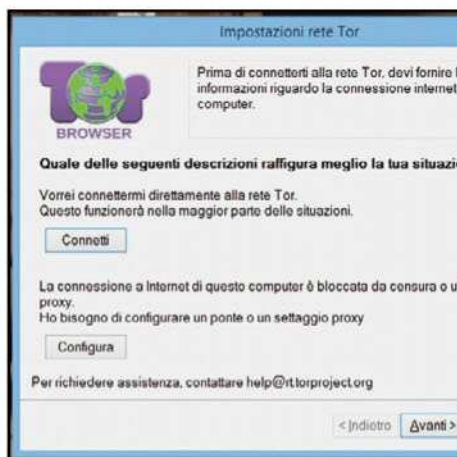 Impostazioni rete Tor
Tor
BROWSER
Prima di connetterti alla rete Tor, devi fornire
informazioni riguardo la connessione internet
computer.
Quale delle seguenti descrizioni raffigura meglio la tua
Vorrei connettermi direttamente alla rete Tor.
Questo funzionerà nella maggior parte delle situazioni.
Connetti
La connessione a Internet di questo computer è bloccata da censura o
proxy.
Ho bisogno di configurare un ponte o un settaggio proxy
Configura
Per richiedere assistenza, contattare help@rt.torproject.org
< Indietro Avanti >